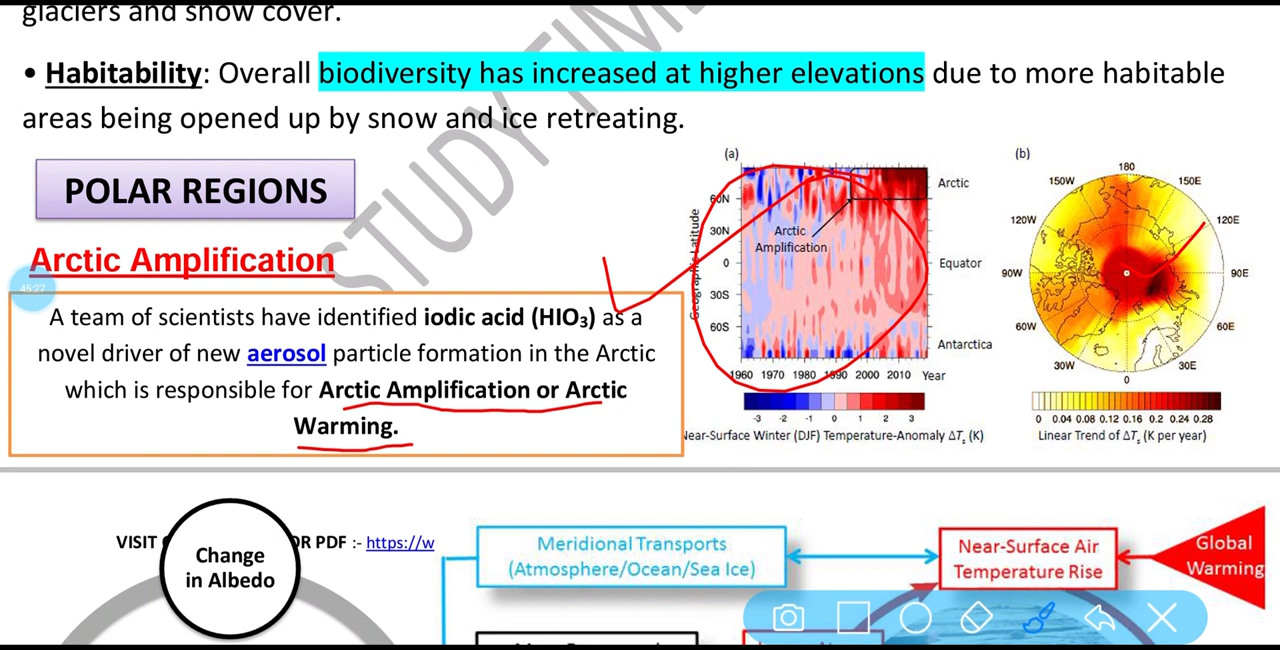 glaciers and snow cover.
• Habitability: Overall biodiversity has increased at higher elevations due to more habitable
areas being opened up by snow and ice retreating.
STUDY TIM
POLAR REGIONS
Arctic Amplification
45:27
A team of scientists have identified iodic acid (HIO₃) as a
novel driver of new aerosol particle formation in the Arctic
which is responsible for Arctic Amplification or Arctic
Warming.
(a)
Geographic Latitude
60N
30N
0
30S
60S
Arctic
Amplification
Arctic
Equator
Antarctica
1960 1970 1980 1990 2000 2010 Year
-3 -2 -1 0 1 2 3
Near-Surface Winter (DJF) Temperature-Anomaly ΔTs (K)
(b)
180
150W 150E
120W 120E
90W 90E
60W 60E
30W 30E
0
0 0.04 0.08 0.12 0.16 0.2 0.24 0.28
Linear Trend of ΔTs (K per year)
VISIT OR PDF :- https://w
Change
in Albedo
Meridional Transports
(Atmosphere/Ocean/Sea Ice)
Near-Surface Air
Temperature Rise
Global
Warming